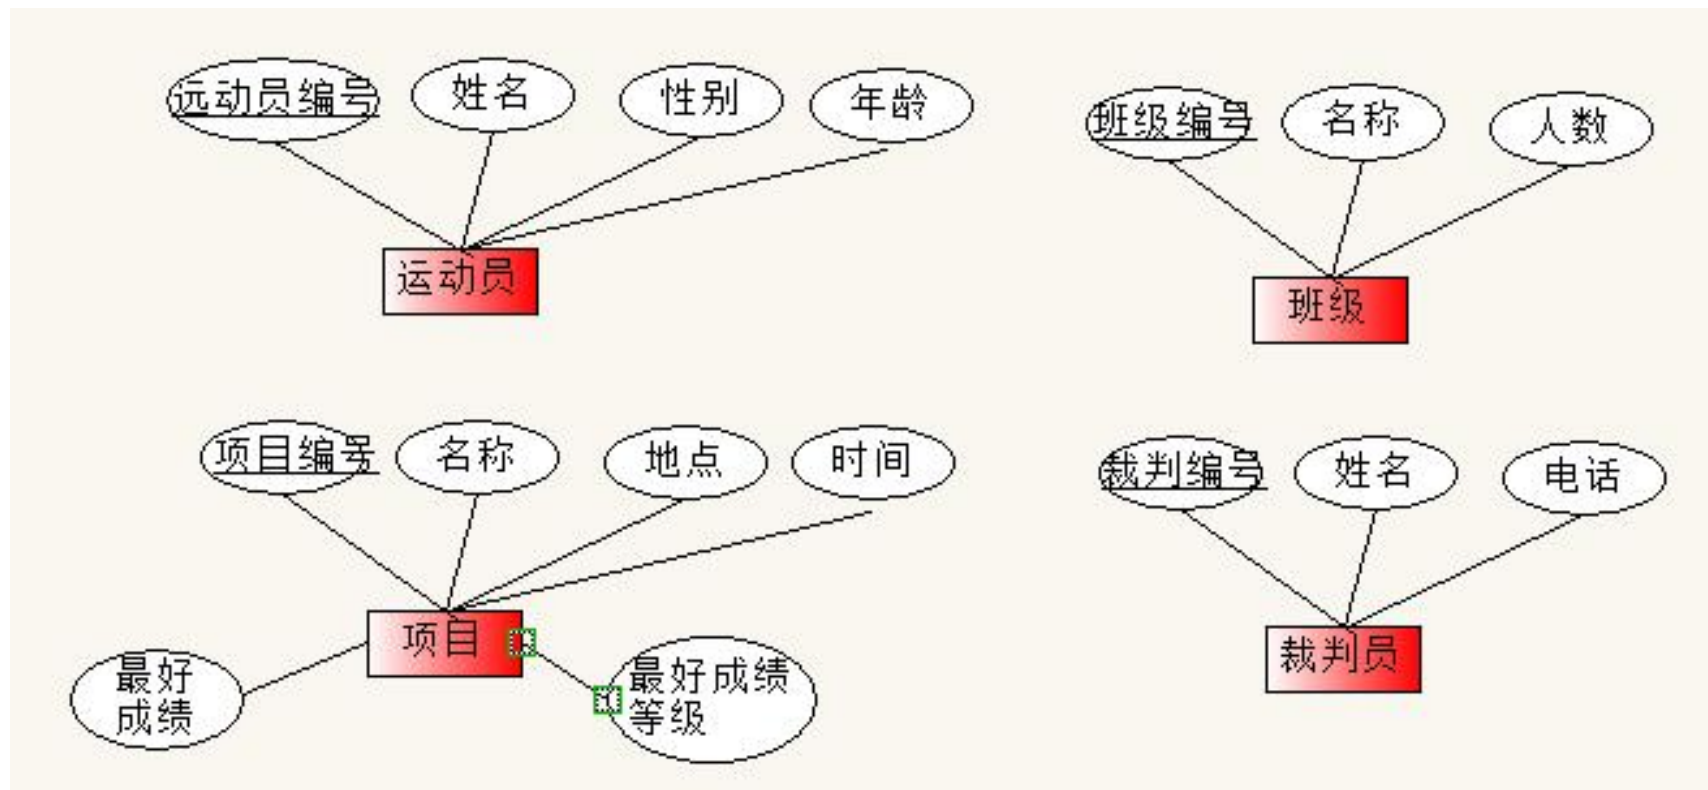 远动员编号
姓名
性别
年龄
运动员
班级编号
名称
人数
班级
项目编号
名称
地点
时间
项目
最好
成绩
最好成绩
等级
裁判编号
姓名
电话
裁判员